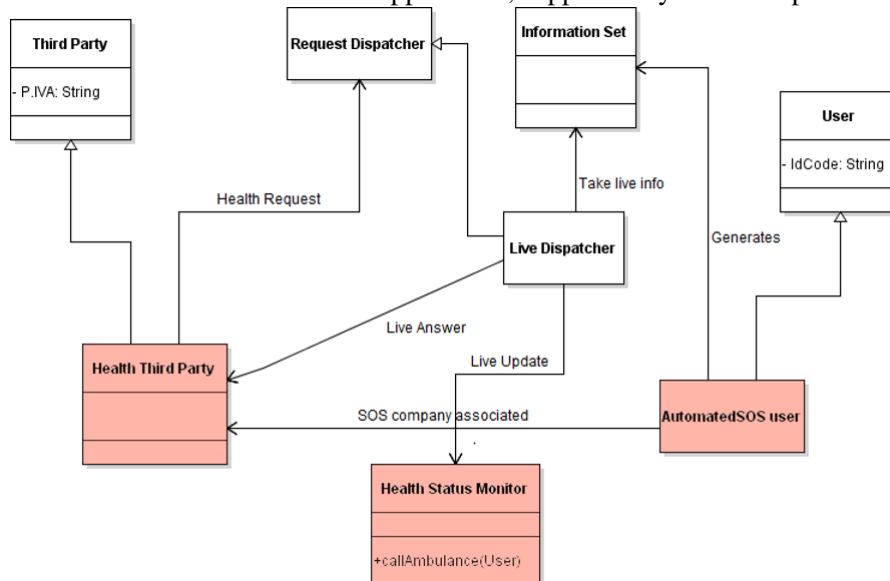 Third Party
- P.IVA: String
Request Dispatcher
Information Set
User
- IdCode: String
Health Request
Take live info
Live Dispatcher
Generates
Live Answer
Live Update
Health Third Party
SOS company associated
AutomatedSOS user
Health Status Monitor
+callAmbulance(User)